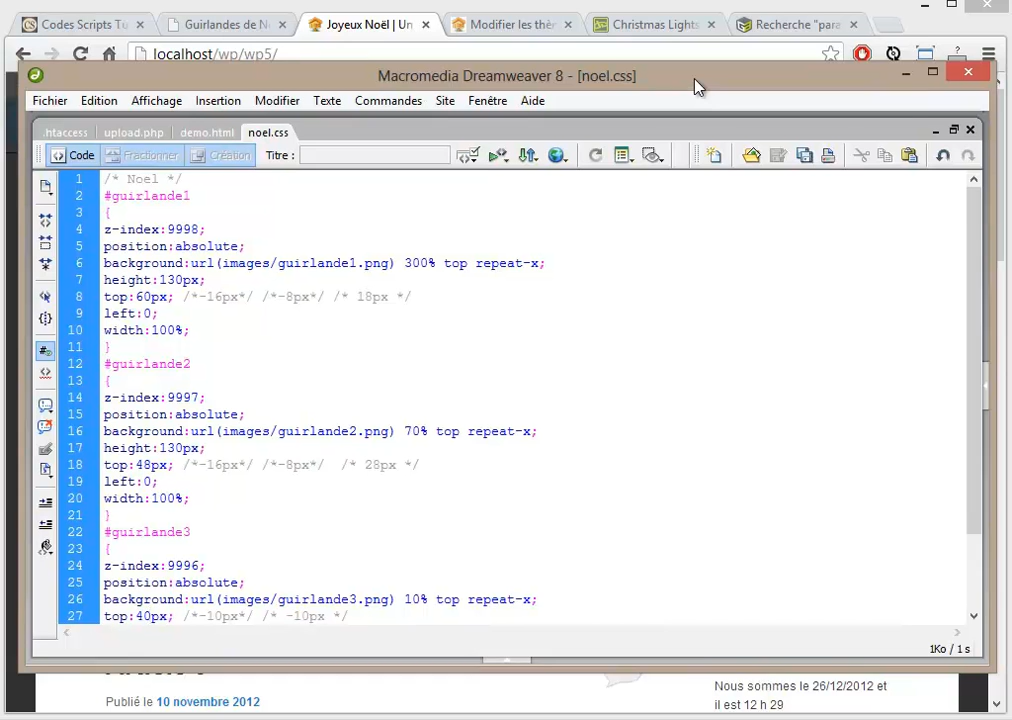 Codes Scripts Tu
Guirlandes de No
Joyeux Noël | Un
Modifier les thèm
Christmas Lights
Recherche "para
localhost/wp/wp5/
Macromedia Dreamweaver 8 - [noel.css]
Fichier Edition Affichage Insertion Modifier Texte Commandes Site Fenêtre Aide
.htaccess upload.php demo.html noel.css
Code Fractionner Création Titre :
1 /* Noel */
2 #guirlande1
3 {
4 z-index:9998;
5 position:absolute;
6 background:url(images/guirlande1.png) 300% top repeat-x;
7 height:130px;
8 top:60px; /*-16px*/ /*-8px*/ /* 18px */
9 left:0;
10 width:100%;
11 }
12 #guirlande2
13 {
14 z-index:9997;
15 position:absolute;
16 background:url(images/guirlande2.png) 70% top repeat-x;
17 height:130px;
18 top:48px; /*-16px*/ /*-8px*/  /* 28px */
19 left:0;
20 width:100%;
21 }
22 #guirlande3
23 {
24 z-index:9996;
25 position:absolute;
26 background:url(images/guirlande3.png) 10% top repeat-x;
27 top:40px; /*-10px*/ /* -10px */
1Ko / 1 s
Publié le 10 novembre 2012
Nous sommes le 26/12/2012 et
il est 12 h 29